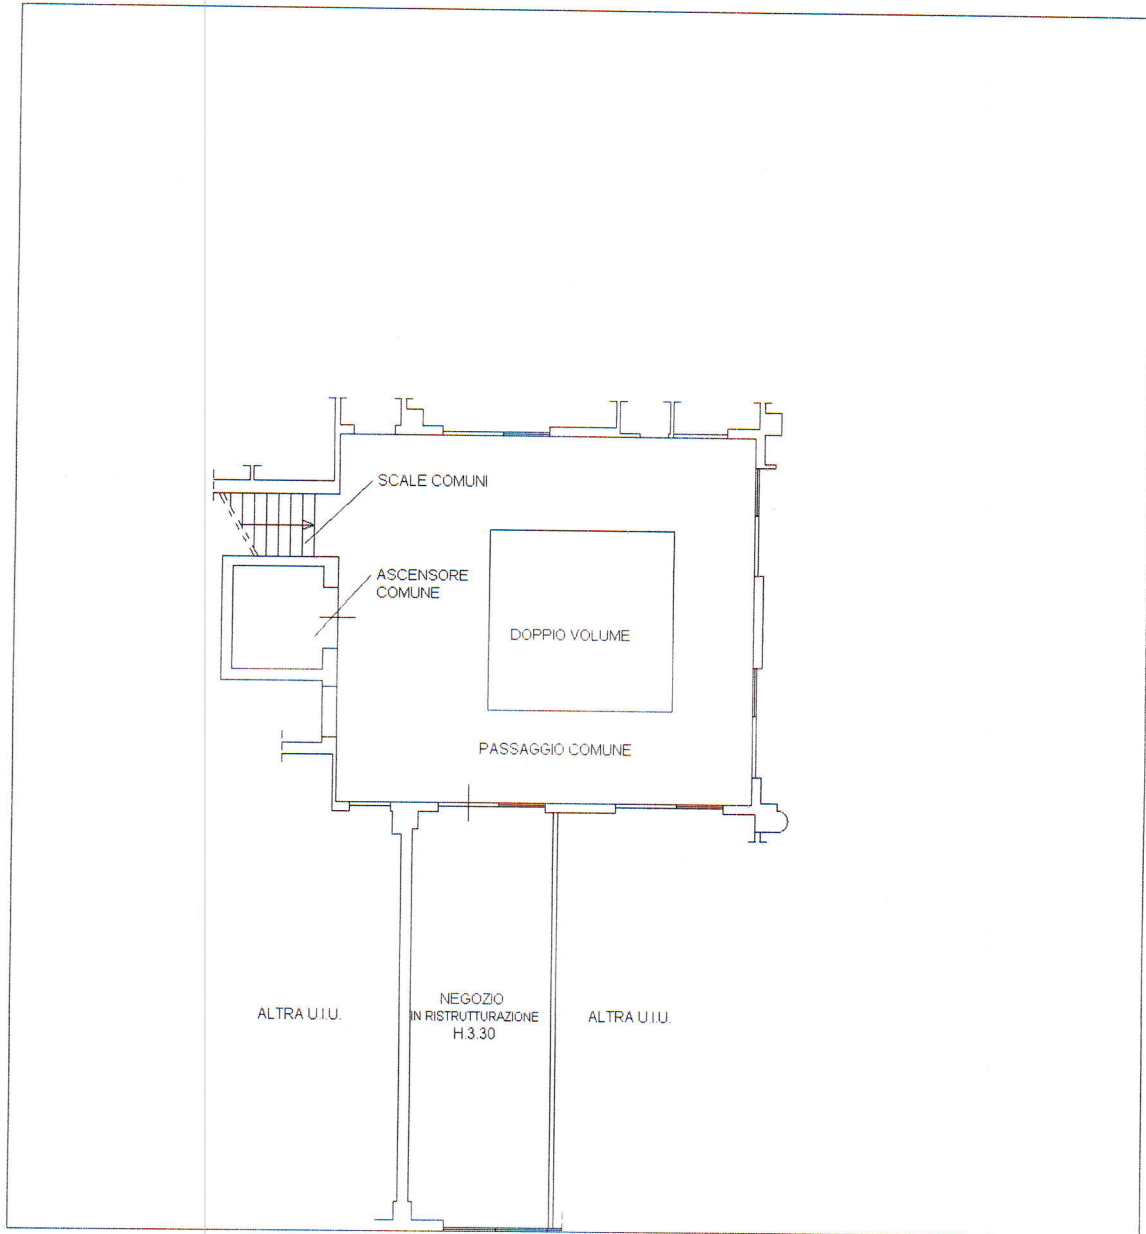 SCALE COMUNI
ASCENSORE
COMUNE
DOPPIO VOLUME
PASSAGGIO COMUNE
ALTRA U.I.U.
NEGOZIO
IN RISTRUTTURAZIONE
H.3.30
ALTRA U.I.U.